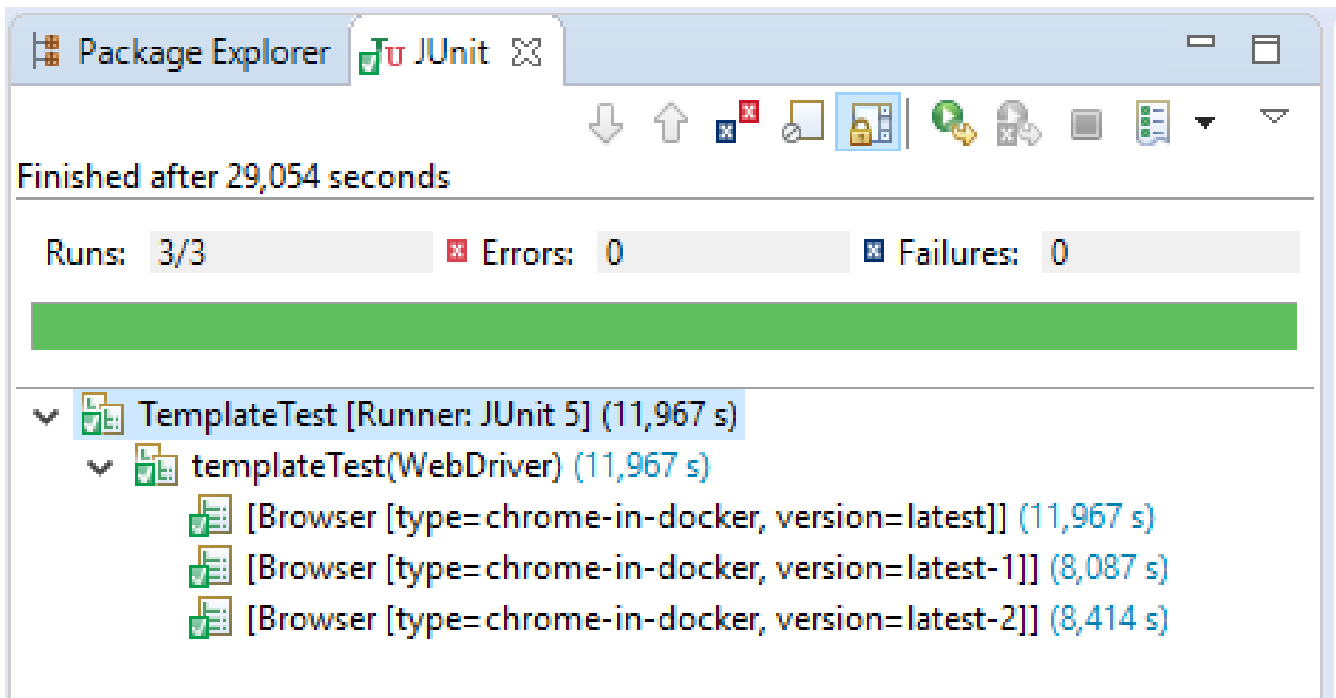 Package Explorer JUnit
Finished after 29,054 seconds
Runs: 3/3 Errors: 0 Failures: 0
TemplateTest [Runner: JUnit 5] (11,967 s)
templateTest(WebDriver) (11,967 s)
[Browser [type=chrome-in-docker, version=latest]] (11,967 s)
[Browser [type=chrome-in-docker, version=latest-1]] (8,087 s)
[Browser [type=chrome-in-docker, version=latest-2]] (8,414 s)